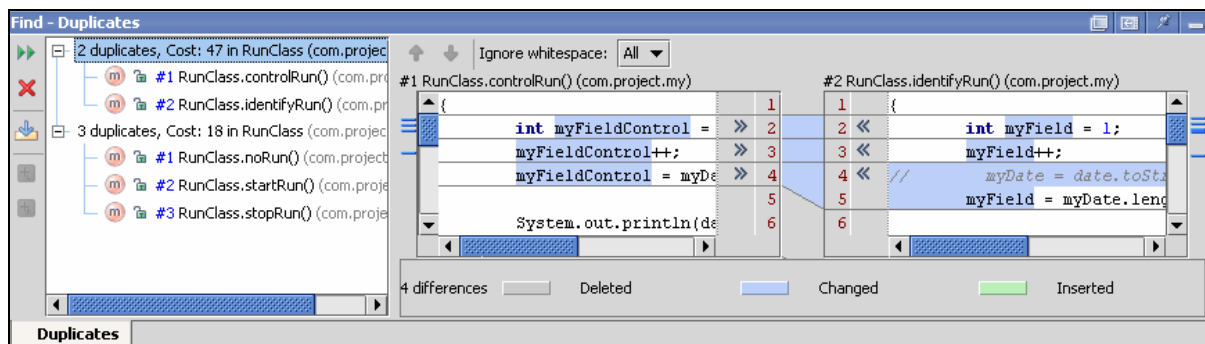 Find - Duplicates
2 duplicates, Cost: 47 in RunClass (com.projec
#1 RunClass.controlRun() (com.pro
#2 RunClass.identifyRun() (com.pr
3 duplicates, Cost: 18 in RunClass (com.projec
#1 RunClass.noRun() (com.project
#2 RunClass.startRun() (com.proje
#3 RunClass.stopRun() (com.proje
Ignore whitespace: All
#1 RunClass.controlRun() (com.project.my)
{ 1
int myFieldControl = 2
myFieldControl++; 3
myFieldControl = myDa 4
5
System.out.println(da 6
#2 RunClass.identifyRun() (com.project.my)
1 {
2 int myField = 1;
3 myField++;
4 // myDate = date.toStr
5 myField = myDate.leng
6
4 differences Deleted Changed Inserted
Duplicates